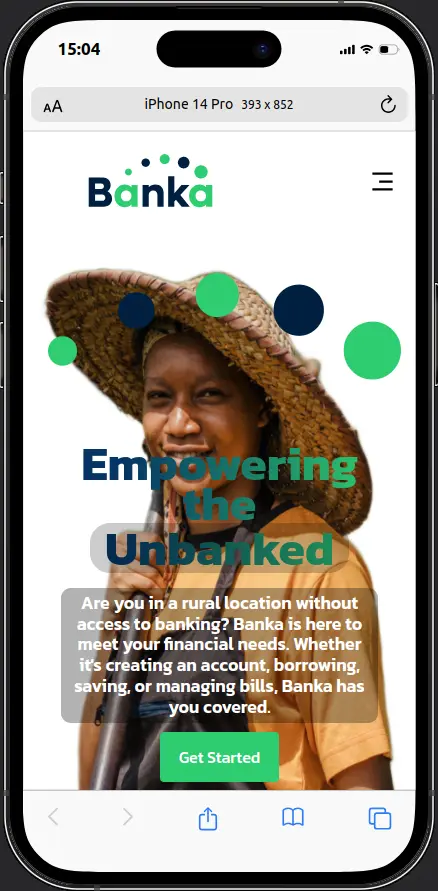 15:04
AA
iPhone 14 Pro 393 x 852
Banka
Empowering
the
Unbanked
Are you in a rural location without
access to banking? Banka is here to
meet your financial needs. Whether
it's creating an account, borrowing,
saving, or managing bills, Banka has
you covered.
Get Started